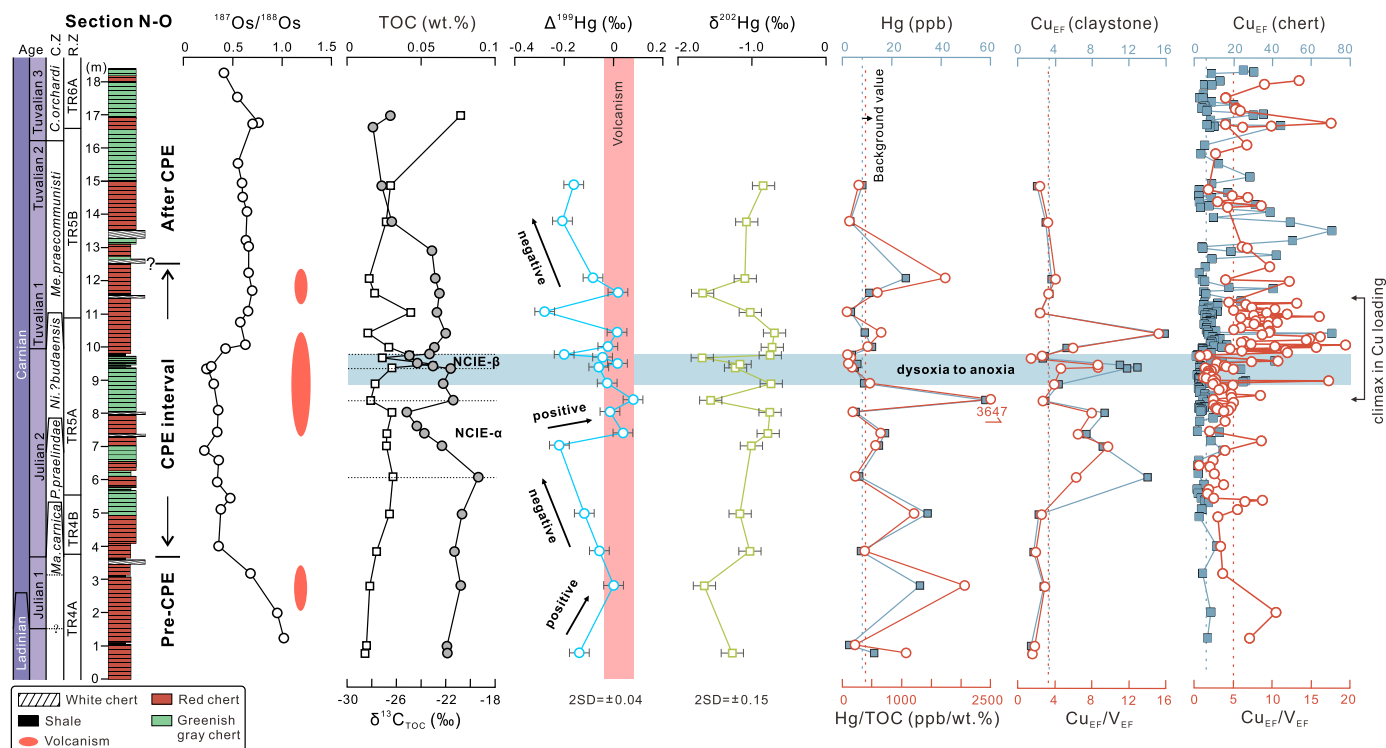 Section N-O
Age
C.Z
R.Z
(m)
¹⁸⁷Os/¹⁸⁸Os
0 0.5 1.0 1.5
TOC (wt.%)
0 0.05 0.1
Δ¹⁹⁹Hg (‰)
-0.4 -0.2 0 0.2
δ²⁰²Hg (‰)
-2.0 -1.0 0
Hg (ppb)
0 20 40 60
Cu_EF (claystone)
0 4 8 12 16
Cu_EF (chert)
0 20 40 60 80
Ladinian
Carnian
Julian 1
Julian 2
Tuvalian 1
Tuvalian 2
Tuvalian 3
-?-
Ma.carnica
P.praelindae
Ni.?budaensis
Me.praecommunisti
C.orchardi
TR4A
TR4B
TR5A
TR5B
TR6A
18
17
16
15
14
13
12
11
10
9
8
7
6
5
4
3
2
1
0
After CPE
?
CPE interval
Pre-CPE
NCIE-β
NCIE-α
Volcanism
negative
positive
negative
positive
Background value
3647
dysoxia to anoxia
climax in Cu loading
-30 -26 -22 -18
δ¹³C_TOC (‰)
2SD=±0.04
2SD=±0.15
0 1000 2500
Hg/TOC (ppb/wt.%)
0 4 8 12 16
Cu_EF/V_EF
0 5 10 15 20
Cu_EF/V_EF
White chert
Red chert
Shale
Greenish
gray chert
Volcanism